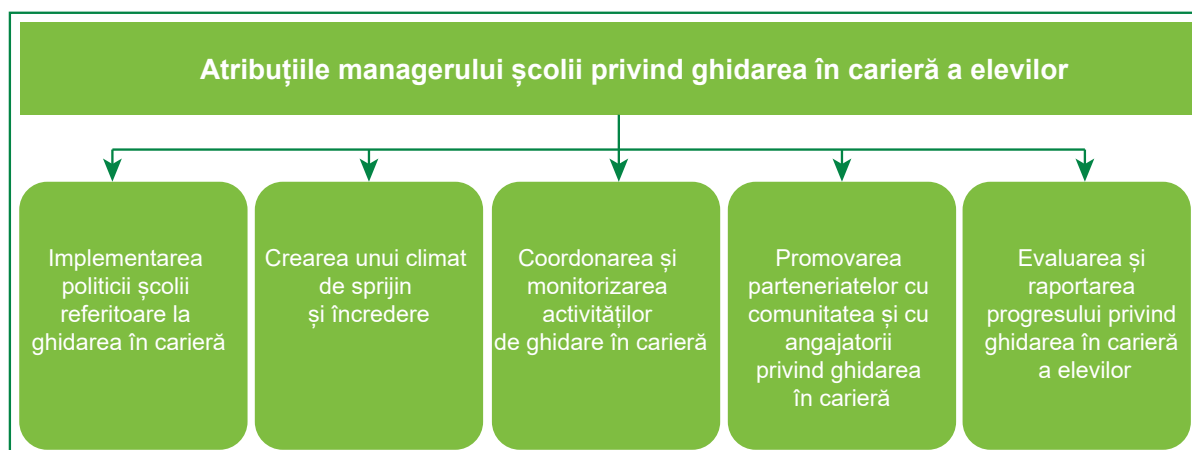 Atribuțiile managerului școlii privind ghidarea în carieră a elevilor
Implementarea
politicii școlii
referitoare la
ghidarea în carieră
Crearea unui climat
de sprijin
și încredere
Coordonarea și
monitorizarea
activităților
de ghidare în carieră
Promovarea
parteneriatelor cu
comunitatea și cu
angajatorii
privind ghidarea
în carieră
Evaluarea și
raportarea
progresului privind
ghidarea în carieră
a elevilor